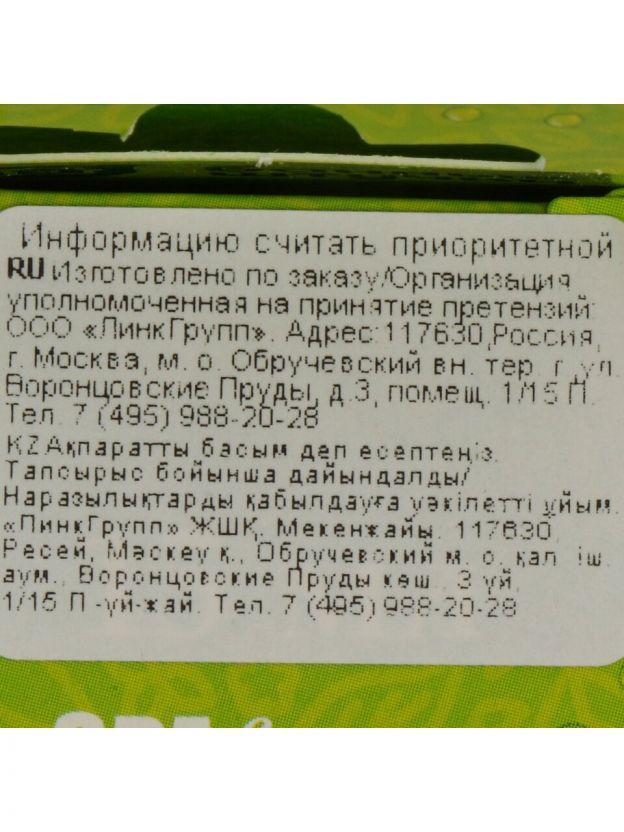 Информацию считать приоритетной
RU Изготовлено по заказу/Организация
уполномоченная на принятие претензий:
ООО «ЛинкГрупп». Адрес:117630,Россия,
г. Москва, м. о. Обручевский вн. тер. г.,ул.
Воронцовские Пруды, д.3, помещ. 1/15 П.
Тел. 7 (495) 988-20-28
KZ Ақпаратты басым деп есептеңіз.
Тапсырыс бойынша дайындалды/
Наразылықтарды қабылдауға уәкілетті ұйым:
«ЛинкГрупп» ЖШҚ, Мекенжайы: 117630,
Ресей, Мәскеу қ., Обручевский м. о. қал. іш.
аум., Воронцовские Пруды көш., 3 үй,
1/15 П -үй-жай. Тел. 7 (495) 988-20-28